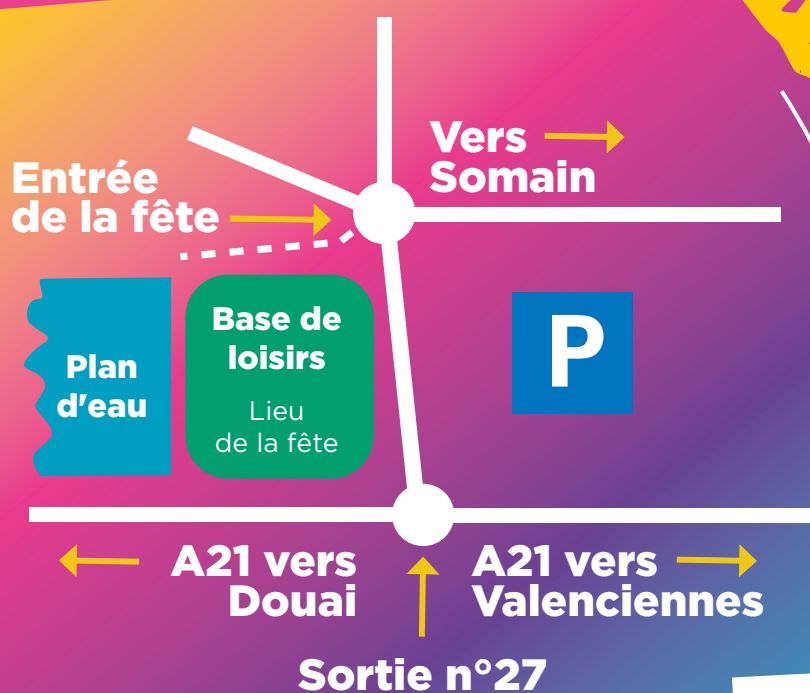 Vers
Somain
Entrée
de la fête
Base de
loisirs
Lieu
de la fête
Plan
d'eau
P
A21 vers
Douai
A21 vers
Valenciennes
Sortie n°27